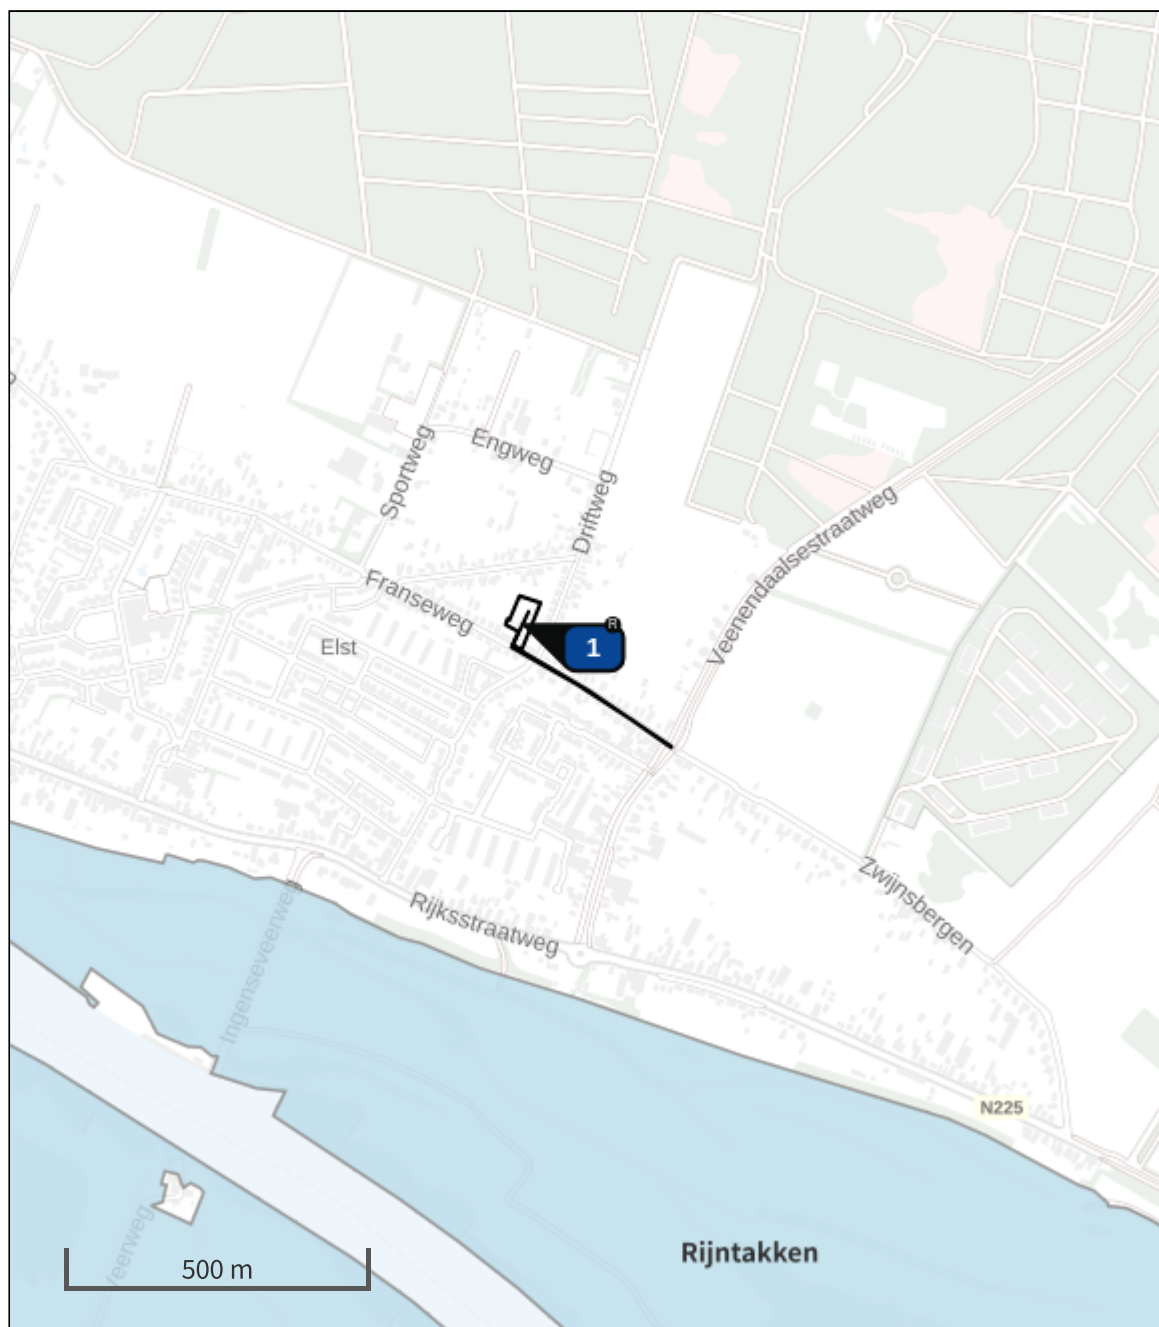 Engweg
Sportweg
Driftweg
Veenendaalsestraatweg
Franseweg
R
1
Elst
Zwijnsbergen
Rijksstraatweg
Ingenseveerweg
N225
Rijntakken
500 m